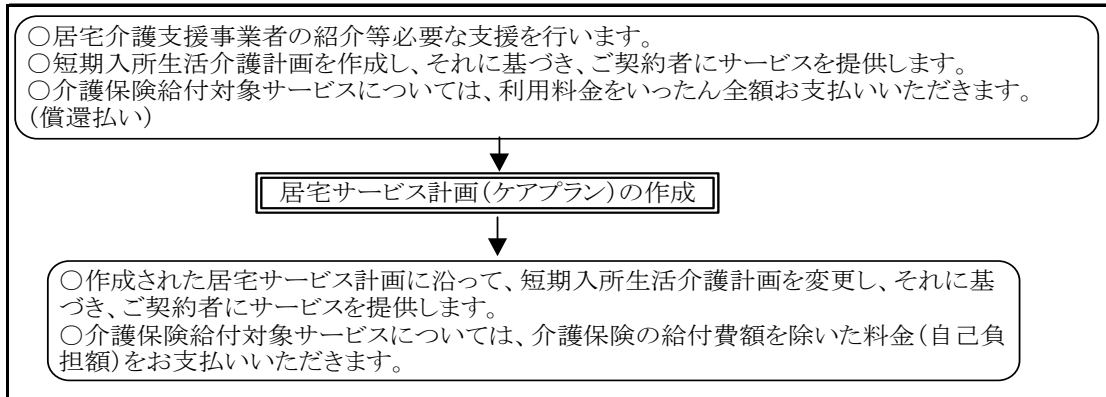 ○居宅介護支援事業者の紹介等必要な支援を行います。
○短期入所生活介護計画を作成し、それに基づき、ご契約者にサービスを提供します。
○介護保険給付対象サービスについては、利用料金をいったん全額お支払いいただきます。
(償還払い)
居宅サービス計画(ケアプラン)の作成
○作成された居宅サービス計画に沿って、短期入所生活介護計画を変更し、それに基
づき、ご契約者にサービスを提供します。
○介護保険給付対象サービスについては、介護保険の給付費額を除いた料金(自己負
担額)をお支払いいただきます。